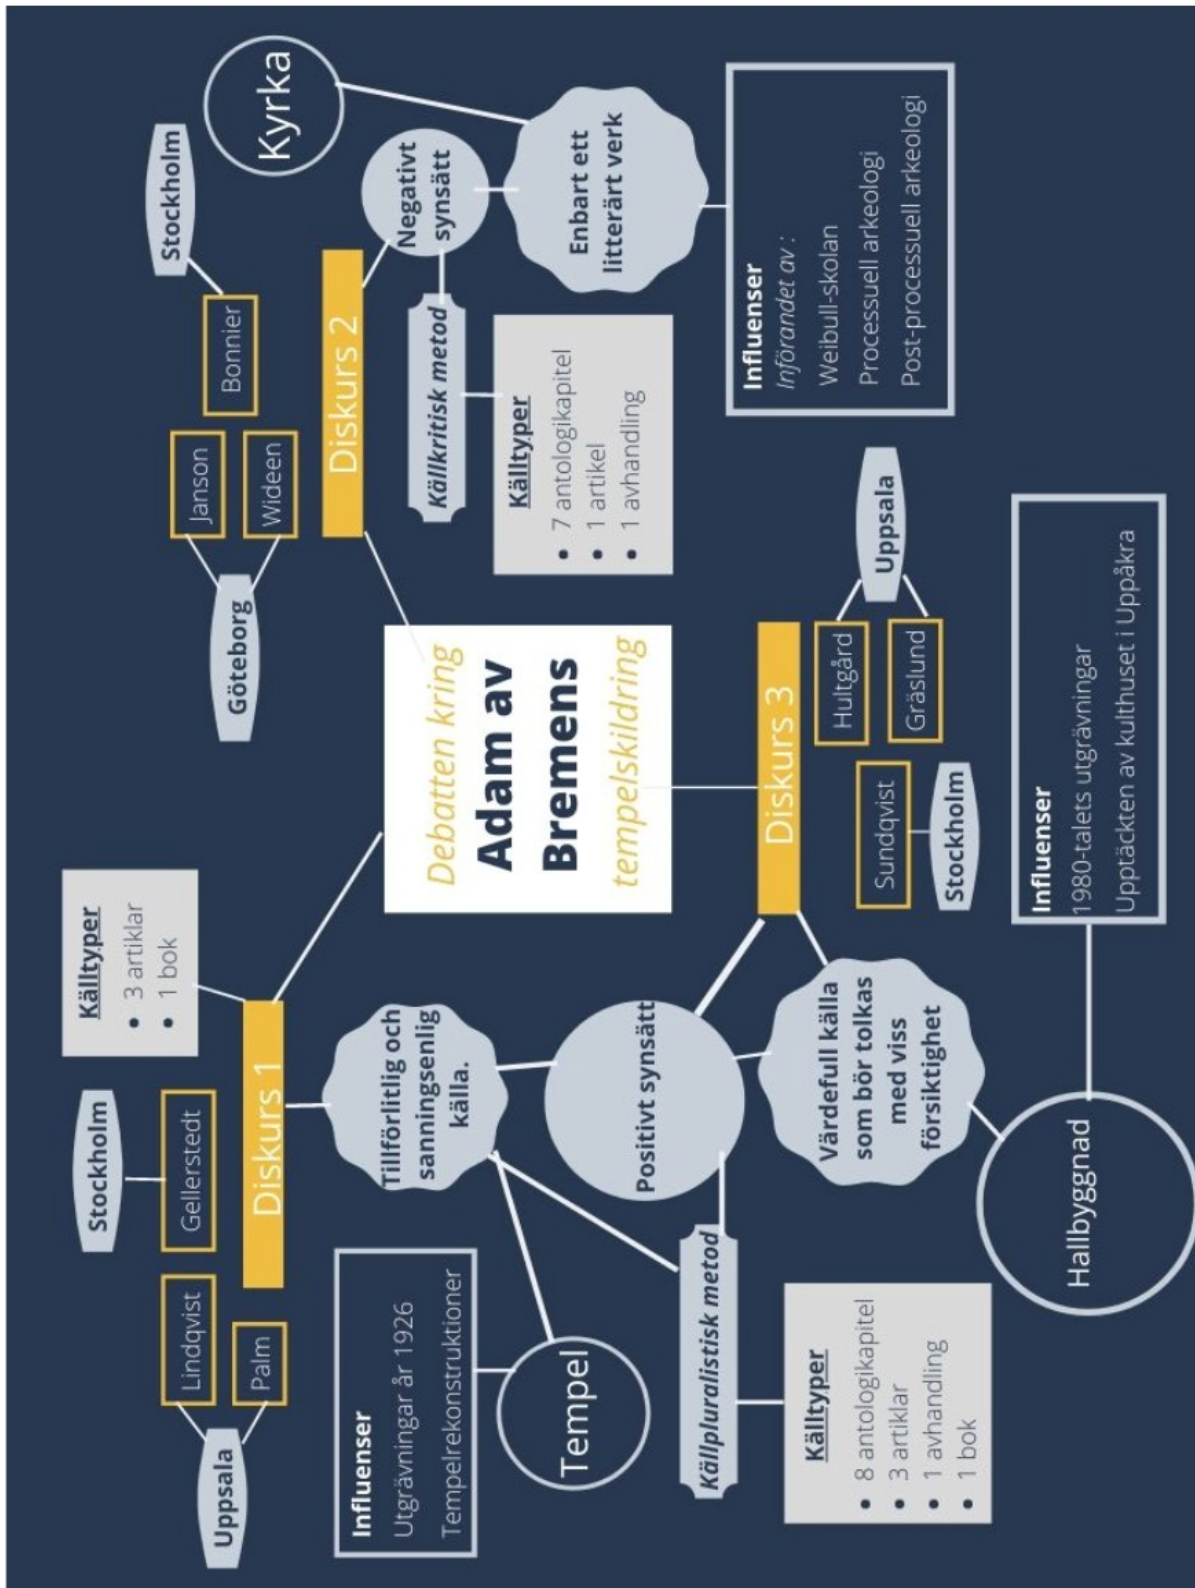 Debatten kring
Adam av
Bremens
tempelskildring
Diskurs 1
Källtyper
• 3 artiklar
• 1 bok
Stockholm
Gellerstedt
Lindqvist
Palm
Uppsala
Tillförlitlig och
sanningsenlig
källa.
Influenser
Utgrävningar år 1926
Tempelrekonstruktioner
Tempel
Positivt synsätt
Källpluralistisk metod
Källtyper
• 8 antologikapitel
• 3 artiklar
• 1 avhandling
• 1 bok
Diskurs 2
Göteborg
Janson
Wideen
Bonnier
Stockholm
Negativt
synsätt
Kyrka
Källkritisk metod
Källtyper
• 7 antologikapitel
• 1 artikel
• 1 avhandling
Enbart ett
litterärt verk
Influenser
Införandet av :
Weibull-skolan
Processuell arkeologi
Post-processuell arkeologi
Diskurs 3
Sundqvist
Stockholm
Hultgård
Gräslund
Uppsala
Värdefull källa
som bör tolkas
med viss
försiktighet
Hallbyggnad
Influenser
1980-talets utgrävningar
Upptäckten av kulthuset i Uppåkra